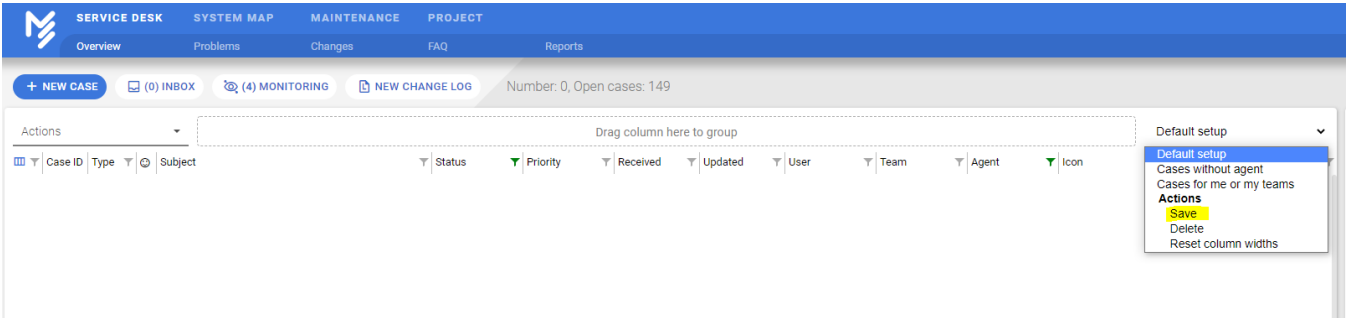 SERVICE DESK SYSTEM MAP MAINTENANCE PROJECT
Overview Problems Changes FAQ Reports
+ NEW CASE (0) INBOX (4) MONITORING NEW CHANGE LOG Number: 0, Open cases: 149
Actions Drag column here to group Default setup
Case ID Type Subject Status Priority Received Updated User Team Agent Icon
Default setup
Cases without agent
Cases for me or my teams
Actions
Save
Delete
Reset column widths